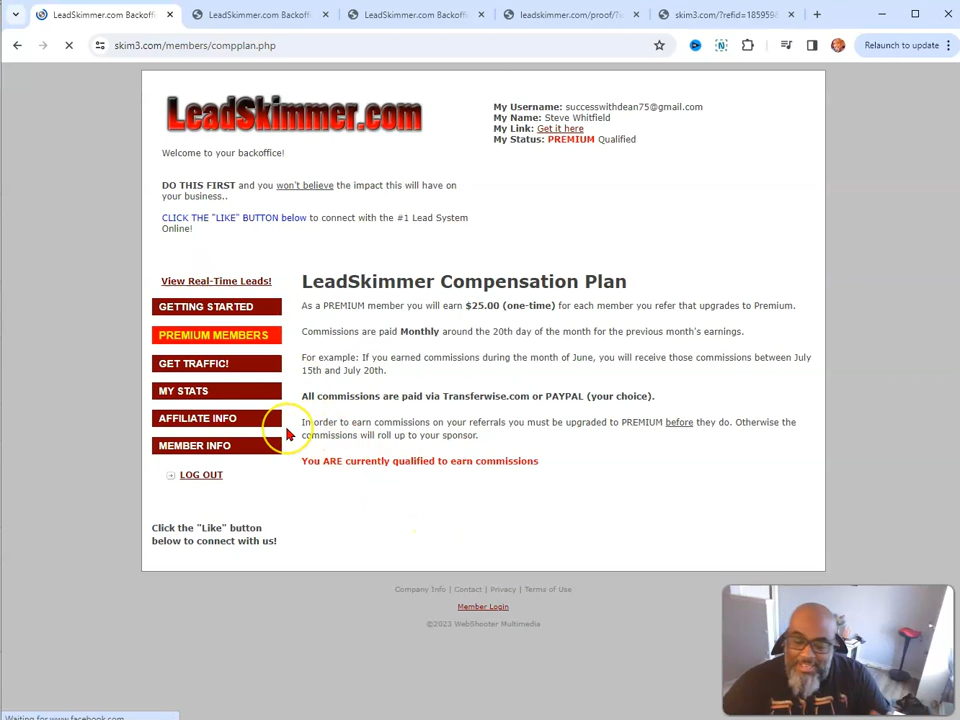 LeadSkimmer.com Backoffi
LeadSkimmer.com Backoff
LeadSkimmer.com Backoff
leadskimmer.com/proof/?
skim3.com/?refid=185959
skim3.com/members/compplan.php
Relaunch to update
LeadSkimmer.com
My Username: successwithdean75@gmail.com
My Name: Steve Whitfield
My Link: Get it here
My Status: PREMIUM Qualified
Welcome to your backoffice!
DO THIS FIRST and you won't believe the impact this will have on
your business..
CLICK THE "LIKE" BUTTON below to connect with the #1 Lead System
Online!
View Real-Time Leads!
GETTING STARTED
PREMIUM MEMBERS
GET TRAFFIC!
MY STATS
AFFILIATE INFO
MEMBER INFO
LOG OUT
Click the "Like" button
below to connect with us!
LeadSkimmer Compensation Plan
As a PREMIUM member you will earn $25.00 (one-time) for each member you refer that upgrades to Premium.
Commissions are paid Monthly around the 20th day of the month for the previous month's earnings.
For example: If you earned commissions during the month of June, you will receive those commissions between July
15th and July 20th.
All commissions are paid via Transferwise.com or PAYPAL (your choice).
In order to earn commissions on your referrals you must be upgraded to PREMIUM before they do. Otherwise the
commissions will roll up to your sponsor.
You ARE currently qualified to earn commissions
Company Info | Contact | Privacy | Terms of Use
Member Login
©2023 WebShooter Multimedia
Waiting for www.facebook.com